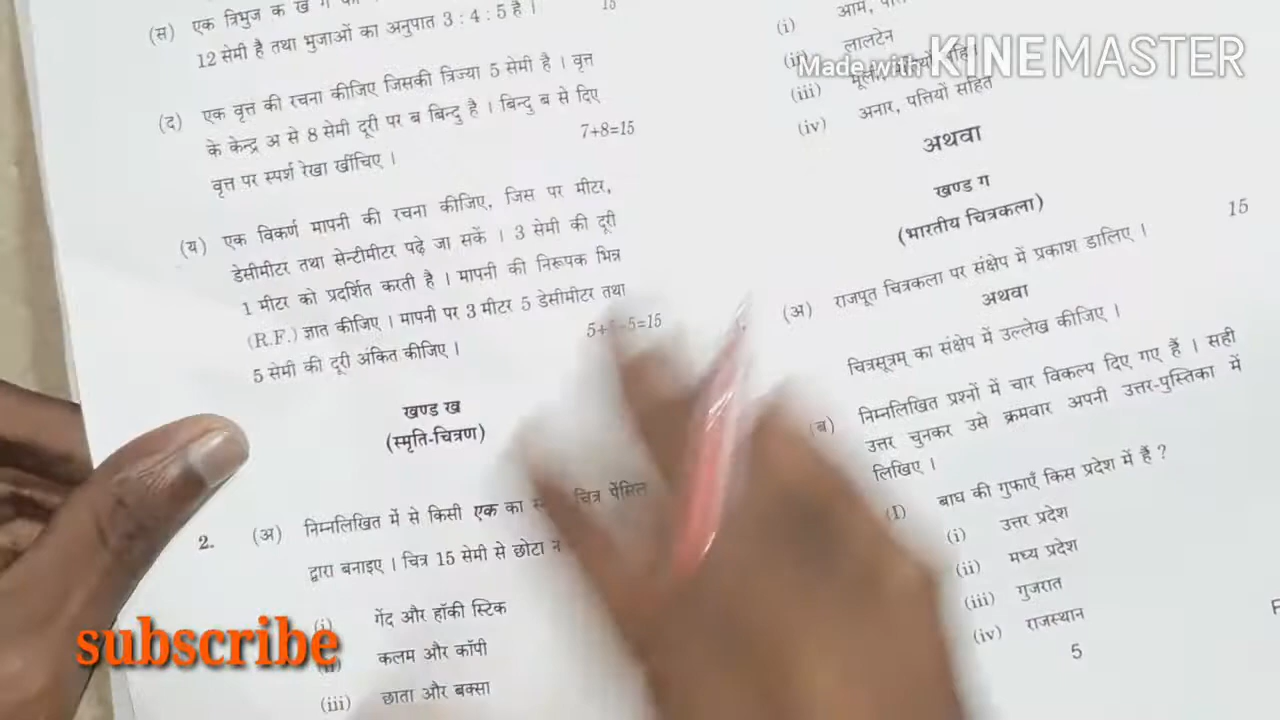 (स) एक त्रिभुज क ख ग
15
12 सेमी है तथा भुजाओं का अनुपात 3 : 4 : 5 है ।
(द) एक वृत्त की रचना कीजिए जिसकी त्रिज्या 5 सेमी है । वृत्त
के केन्द्र अ से 8 सेमी दूरी पर ब बिन्दु है । बिन्दु ब से दिए
वृत्त पर स्पर्श रेखा खींचिए ।
7+8=15
(य) एक विकर्ण मापनी की रचना कीजिए, जिस पर मीटर,
डेसीमीटर तथा सेन्टीमीटर पढ़े जा सकें । 3 सेमी की दूरी
1 मीटर को प्रदर्शित करती है । मापनी की निरूपक भिन्न
(R.F.) ज्ञात कीजिए । मापनी पर 3 मीटर 5 डेसीमीटर तथा
5 सेमी की दूरी अंकित कीजिए ।
5+ 5=15
खण्ड ख
(स्मृति-चित्रण)
2. (अ) निम्नलिखित में से किसी एक का चित्र पेंसिल
द्वारा बनाइए । चित्र 15 सेमी से छोटा न
(i) गेंद और हॉकी स्टिक
कलम और कॉपी
(iii) छाता और बक्सा
subscribe
Made with KINEMASTER
(i) आम,
लालटेन
(iii)
(iv) अनार, पत्तियों सहित
अथवा
खण्ड ग
(भारतीय चित्रकला)
(अ) राजपूत चित्रकला पर संक्षेप में प्रकाश डालिए ।
15
अथवा
चित्रसूत्रम् का संक्षेप में उल्लेख कीजिए ।
(ब) निम्नलिखित प्रश्नों में चार विकल्प दिए गए हैं । सही
उत्तर चुनकर उसे क्रमवार अपनी उत्तर-पुस्तिका में
लिखिए ।
(I) बाघ की गुफाएँ किस प्रदेश में हैं ?
(i) उत्तर प्रदेश
(ii) मध्य प्रदेश
(iii) गुजरात
(iv) राजस्थान
5